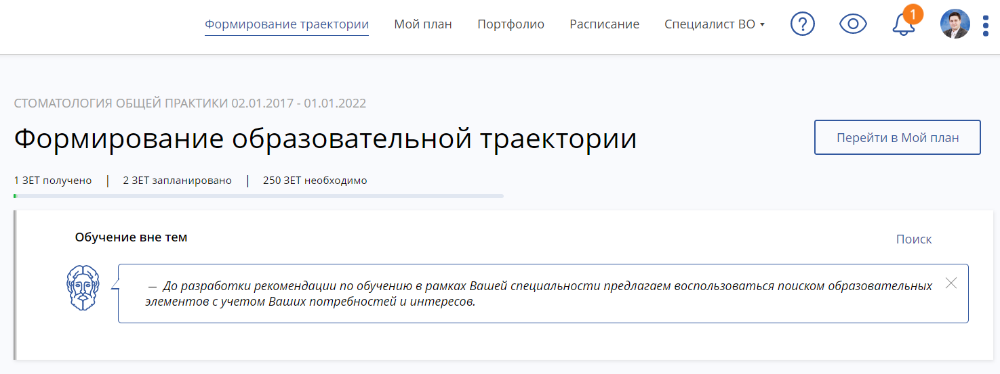 Формирование траектории Мой план Портфолио Расписание Специалист ВО 1
СТОМАТОЛОГИЯ ОБЩЕЙ ПРАКТИКИ 02.01.2017 - 01.01.2022
Формирование образовательной траектории
Перейти в Мой план
1 ЗЕТ получено | 2 ЗЕТ запланировано | 250 ЗЕТ необходимо
Обучение вне тем
Поиск
— До разработки рекомендации по обучению в рамках Вашей специальности предлагаем воспользоваться поиском образовательных
элементов с учетом Ваших потребностей и интересов.